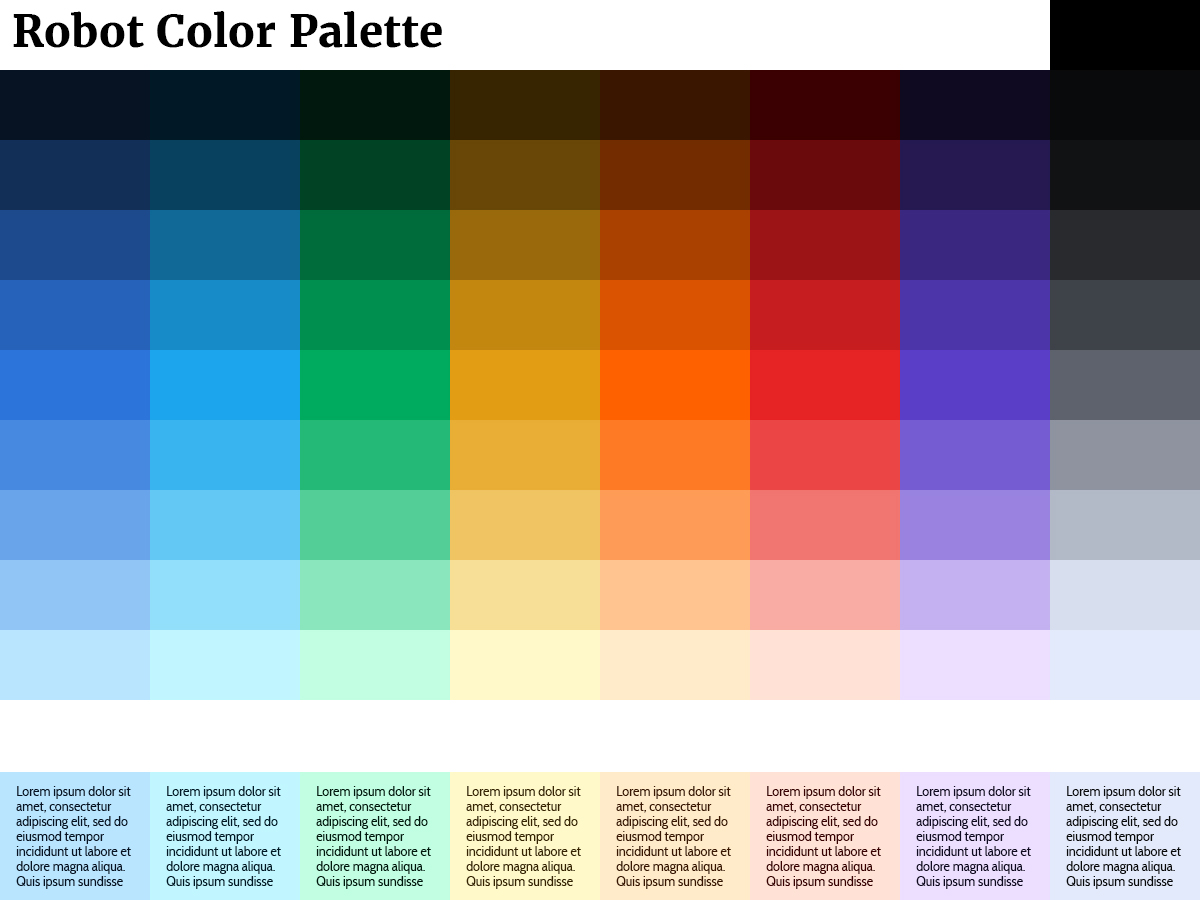 Robot Color Palette
Lorem ipsum dolor sit
amet, consectetur
adipiscing elit, sed do
eiusmod tempor
incididunt ut labore et
dolore magna aliqua.
Quis ipsum sundisse
Lorem ipsum dolor sit
amet, consectetur
adipiscing elit, sed do
eiusmod tempor
incididunt ut labore et
dolore magna aliqua.
Quis ipsum sundisse
Lorem ipsum dolor sit
amet, consectetur
adipiscing elit, sed do
eiusmod tempor
incididunt ut labore et
dolore magna aliqua.
Quis ipsum sundisse
Lorem ipsum dolor sit
amet, consectetur
adipiscing elit, sed do
eiusmod tempor
incididunt ut labore et
dolore magna aliqua.
Quis ipsum sundisse
Lorem ipsum dolor sit
amet, consectetur
adipiscing elit, sed do
eiusmod tempor
incididunt ut labore et
dolore magna aliqua.
Quis ipsum sundisse
Lorem ipsum dolor sit
amet, consectetur
adipiscing elit, sed do
eiusmod tempor
incididunt ut labore et
dolore magna aliqua.
Quis ipsum sundisse
Lorem ipsum dolor sit
amet, consectetur
adipiscing elit, sed do
eiusmod tempor
incididunt ut labore et
dolore magna aliqua.
Quis ipsum sundisse
Lorem ipsum dolor sit
amet, consectetur
adipiscing elit, sed do
eiusmod tempor
incididunt ut labore et
dolore magna aliqua.
Quis ipsum sundisse